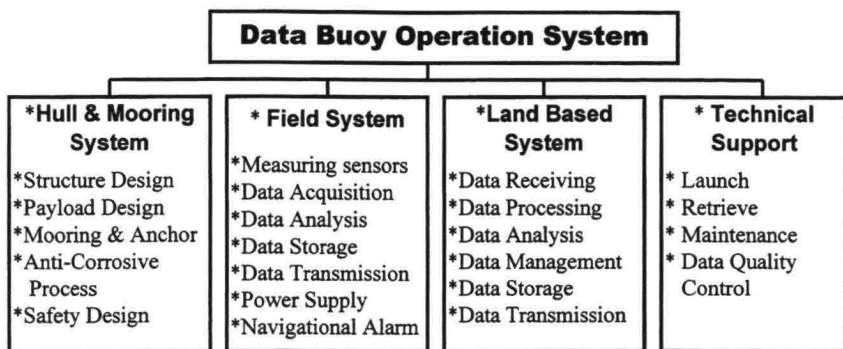 Data Buoy Operation System
*Hull & Mooring
System
*Structure Design
*Payload Design
*Mooring & Anchor
*Anti-Corrosive
Process
*Safety Design
* Field System
*Measuring sensors
*Data Acquisition
*Data Analysis
*Data Storage
*Data Transmission
*Power Supply
*Navigational Alarm
*Land Based
System
*Data Receiving
*Data Processing
*Data Analysis
*Data Management
*Data Storage
*Data Transmission
* Technical
Support
* Launch
* Retrieve
* Maintenance
* Data Quality
Control